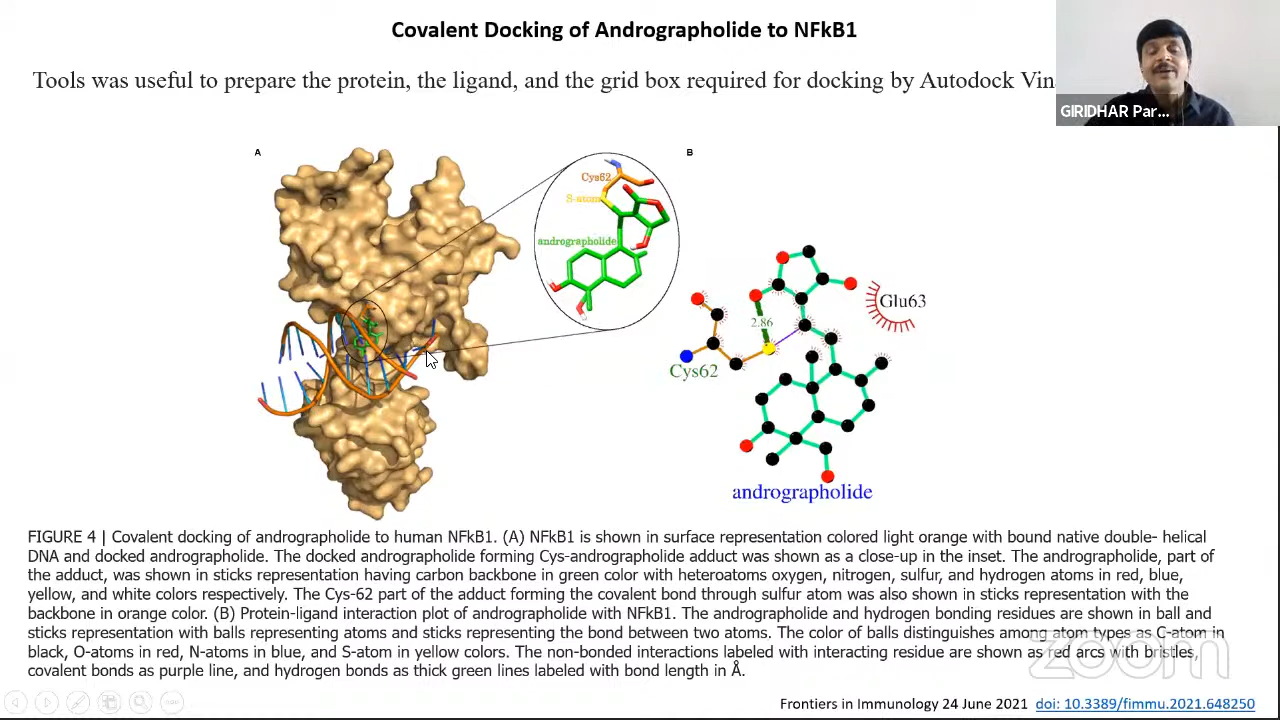 Covalent Docking of Andrographolide to NFkB1
Tools was useful to prepare the protein, the ligand, and the grid box required for docking by Autodock
GIRIDHAR Par...
A
B
Cys62
S-atom
andrographolide
2.86
Glu63
Cys62
andrographolide
FIGURE 4 | Covalent docking of andrographolide to human NFkB1. (A) NFkB1 is shown in surface representation colored light orange with bound native double- helical
DNA and docked andrographolide. The docked andrographolide forming Cys-andrographolide adduct was shown as a close-up in the inset. The andrographolide, part of
the adduct, was shown in sticks representation having carbon backbone in green color with heteroatoms oxygen, nitrogen, sulfur, and hydrogen atoms in red, blue,
yellow, and white colors respectively. The Cys-62 part of the adduct forming the covalent bond through sulfur atom was also shown in sticks representation with the
backbone in orange color. (B) Protein-ligand interaction plot of andrographolide with NFkB1. The andrographolide and hydrogen bonding residues are shown in ball and
sticks representation with balls representing atoms and sticks representing the bond between two atoms. The color of balls distinguishes among atom types as C-atom in
black, O-atoms in red, N-atoms in blue, and S-atom in yellow colors. The non-bonded interactions labeled with interacting residue are shown as red arcs with bristles,
covalent bonds as purple line, and hydrogen bonds as thick green lines labeled with bond length in Å.
zoom
Frontiers in Immunology 24 June 2021 doi: 10.3389/fimmu.2021.648250